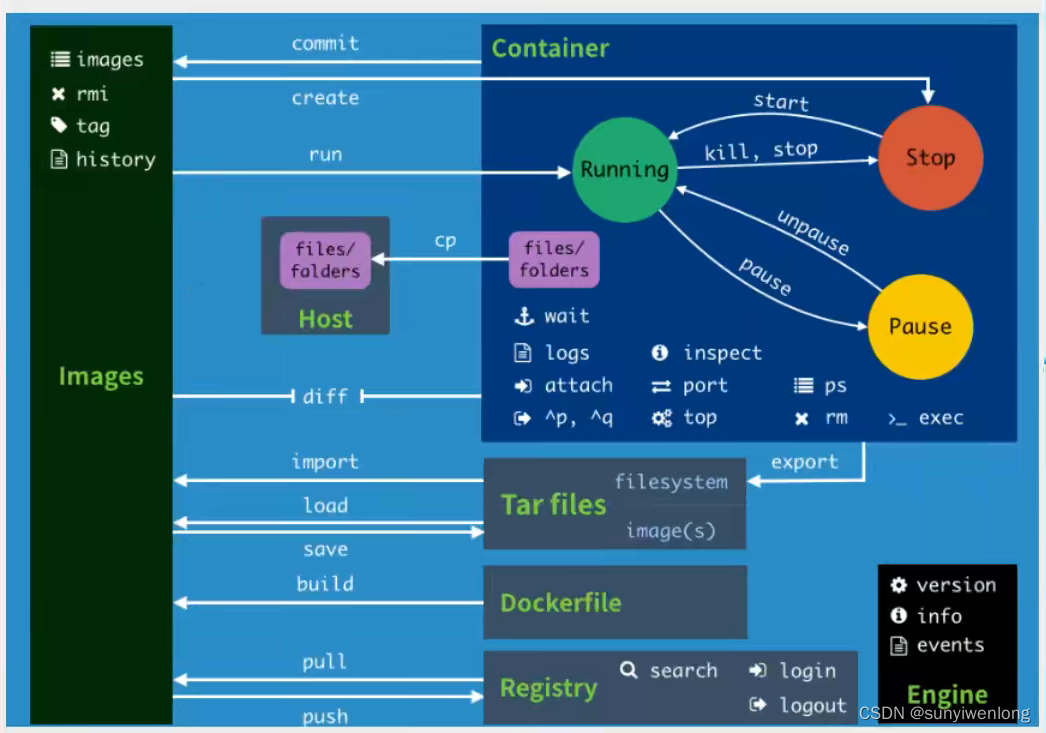 images
rmi
tag
history
Images
commit
create
run
cp
files/
folders
Host
diff
import
load
save
build
pull
push
Container
Running
start
kill, stop
Stop
unpause
pause
Pause
files/
folders
wait
logs
inspect
attach
port
ps
^p, ^q
top
rm
>_ exec
export
Tar files
filesystem
image(s)
Dockerfile
Registry
search
login
logout
version
info
events
Engine
CSDN @sunyiwenlong